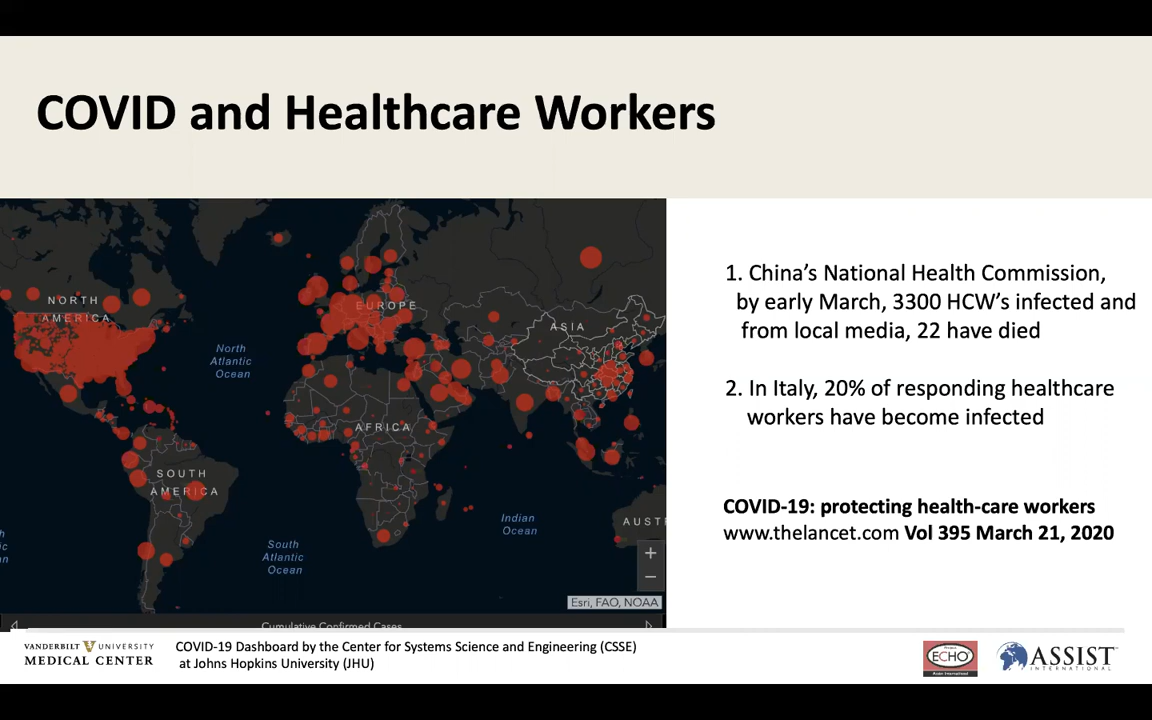 COVID and Healthcare Workers
NORTH
AMERICA
North
Atlantic
Ocean
EUROPE
ASIA
AFRICA
SOUTH
AMERICA
South
Atlantic
Ocean
Indian
Ocean
AUST
h
ic
n
+
−
Esri, FAO, NOAA
Cumulative Confirmed Cases
1. China’s National Health Commission,
by early March, 3300 HCW’s infected and
from local media, 22 have died
2. In Italy, 20% of responding healthcare
workers have become infected
COVID-19: protecting health-care workers
www.thelancet.com Vol 395 March 21, 2020
VANDERBILT V UNIVERSITY
MEDICAL CENTER
COVID-19 Dashboard by the Center for Systems Science and Engineering (CSSE)
at Johns Hopkins University (JHU)
ECHO
ASSIST
INTERNATIONAL